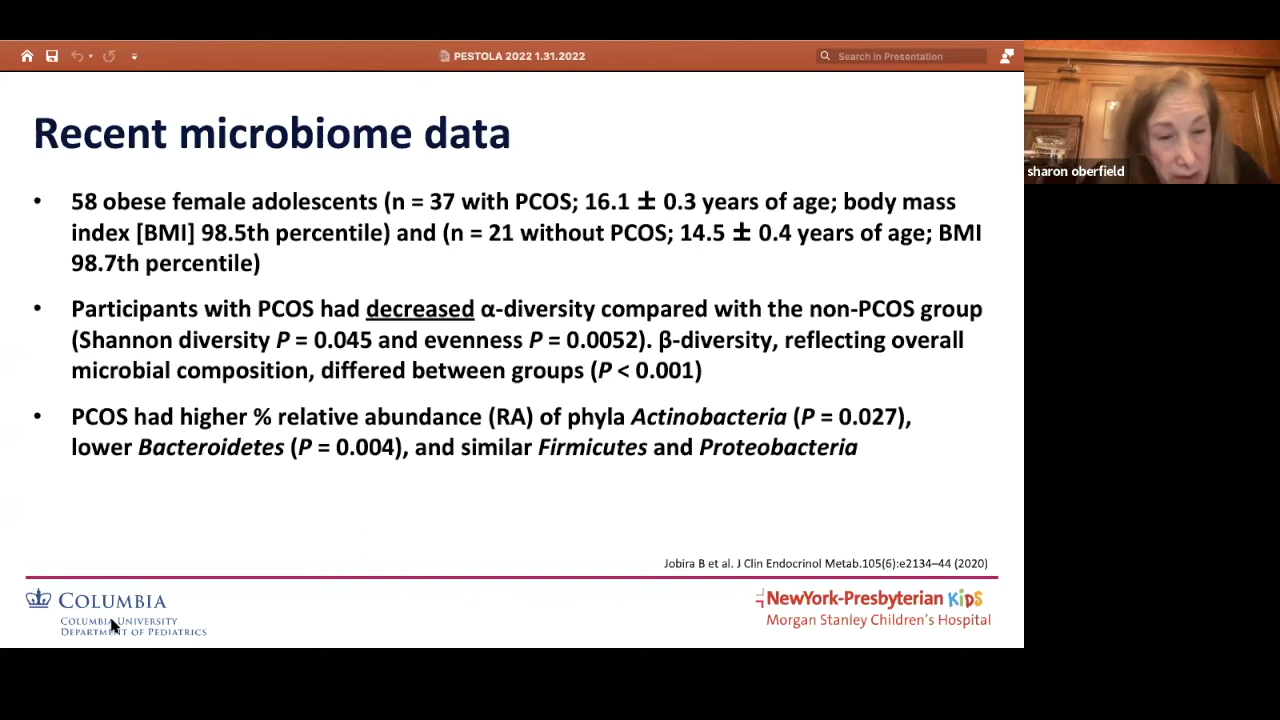 PESTOLA 2022 1.31.2022
Search in Presentation
Recent microbiome data
• 58 obese female adolescents (n = 37 with PCOS; 16.1 ± 0.3 years of age; body mass
index [BMI] 98.5th percentile) and (n = 21 without PCOS; 14.5 ± 0.4 years of age; BMI
98.7th percentile)
• Participants with PCOS had decreased α-diversity compared with the non-PCOS group
(Shannon diversity P = 0.045 and evenness P = 0.0052). β-diversity, reflecting overall
microbial composition, differed between groups (P < 0.001)
• PCOS had higher % relative abundance (RA) of phyla Actinobacteria (P = 0.027),
lower Bacteroidetes (P = 0.004), and similar Firmicutes and Proteobacteria
Jobira B et al. J Clin Endocrinol Metab.105(6):e2134–44 (2020)
COLUMBIA
COLUMBIA UNIVERSITY
DEPARTMENT OF PEDIATRICS
NewYork-Presbyterian KiDS
Morgan Stanley Children's Hospital
sharon oberfield